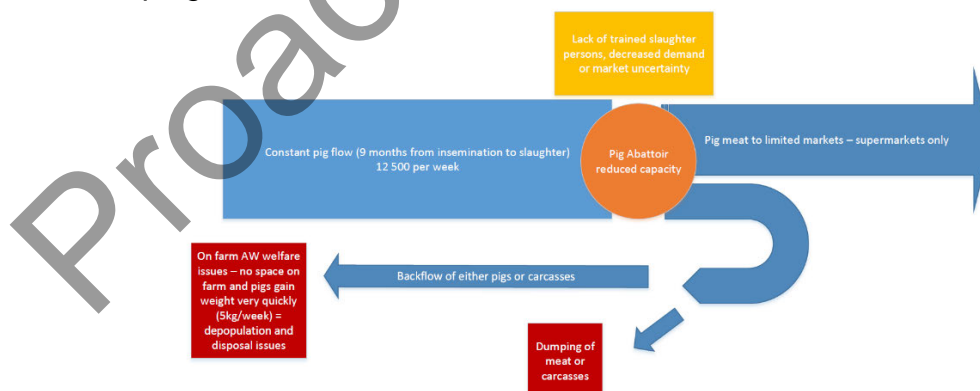 Lack of trained slaughter
persons, decreased demand
or market uncertainty
Constant pig flow (9 months from insemination to slaughter)
12 500 per week
Pig Abattoir
reduced capacity
Pig meat to limited markets – supermarkets only
On farm AW welfare
issues – no space on
farm and pigs gain
weight very quickly
(5kg/week) =
depopulation and
disposal issues
Backflow of either pigs or carcasses
Dumping of
meat or
carcasses
Proac